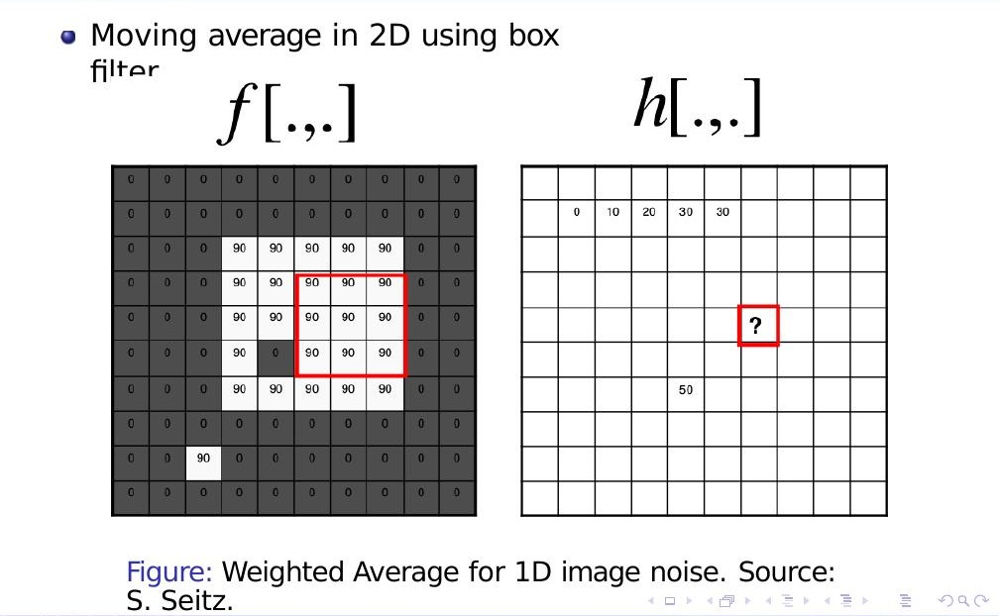 Moving average in 2D using box
filter
f[.,.]
h[.,.]
0 0 0 0 0 0 0 0 0 0
0 0 0 0 0 0 0 0 0 0
0 0 0 90 90 90 90 90 0 0
0 0 0 90 90 90 90 90 0 0
0 0 0 90 90 90 90 90 0 0
0 0 0 90 0 90 90 90 0 0
0 0 0 90 90 90 90 90 0 0
0 0 0 0 0 0 0 0 0 0
0 0 90 0 0 0 0 0 0 0
0 0 0 0 0 0 0 0 0 0
0 10 20 30 30
?
50
Figure: Weighted Average for 1D image noise. Source:
S. Seitz.